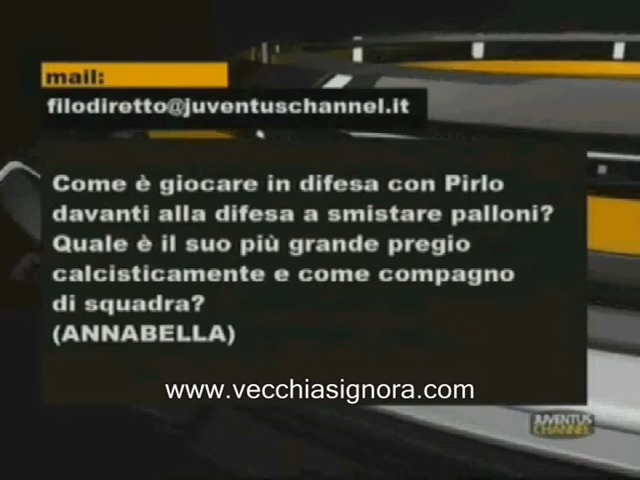 mail:
filodiretto@juventuschannel.it
Come è giocare in difesa con Pirlo
davanti alla difesa a smistare palloni?
Quale è il suo più grande pregio
calcisticamente e come compagno
di squadra?
(ANNABELLA)
www.vecchiasignora.com
JUVENTUS
CHANNEL